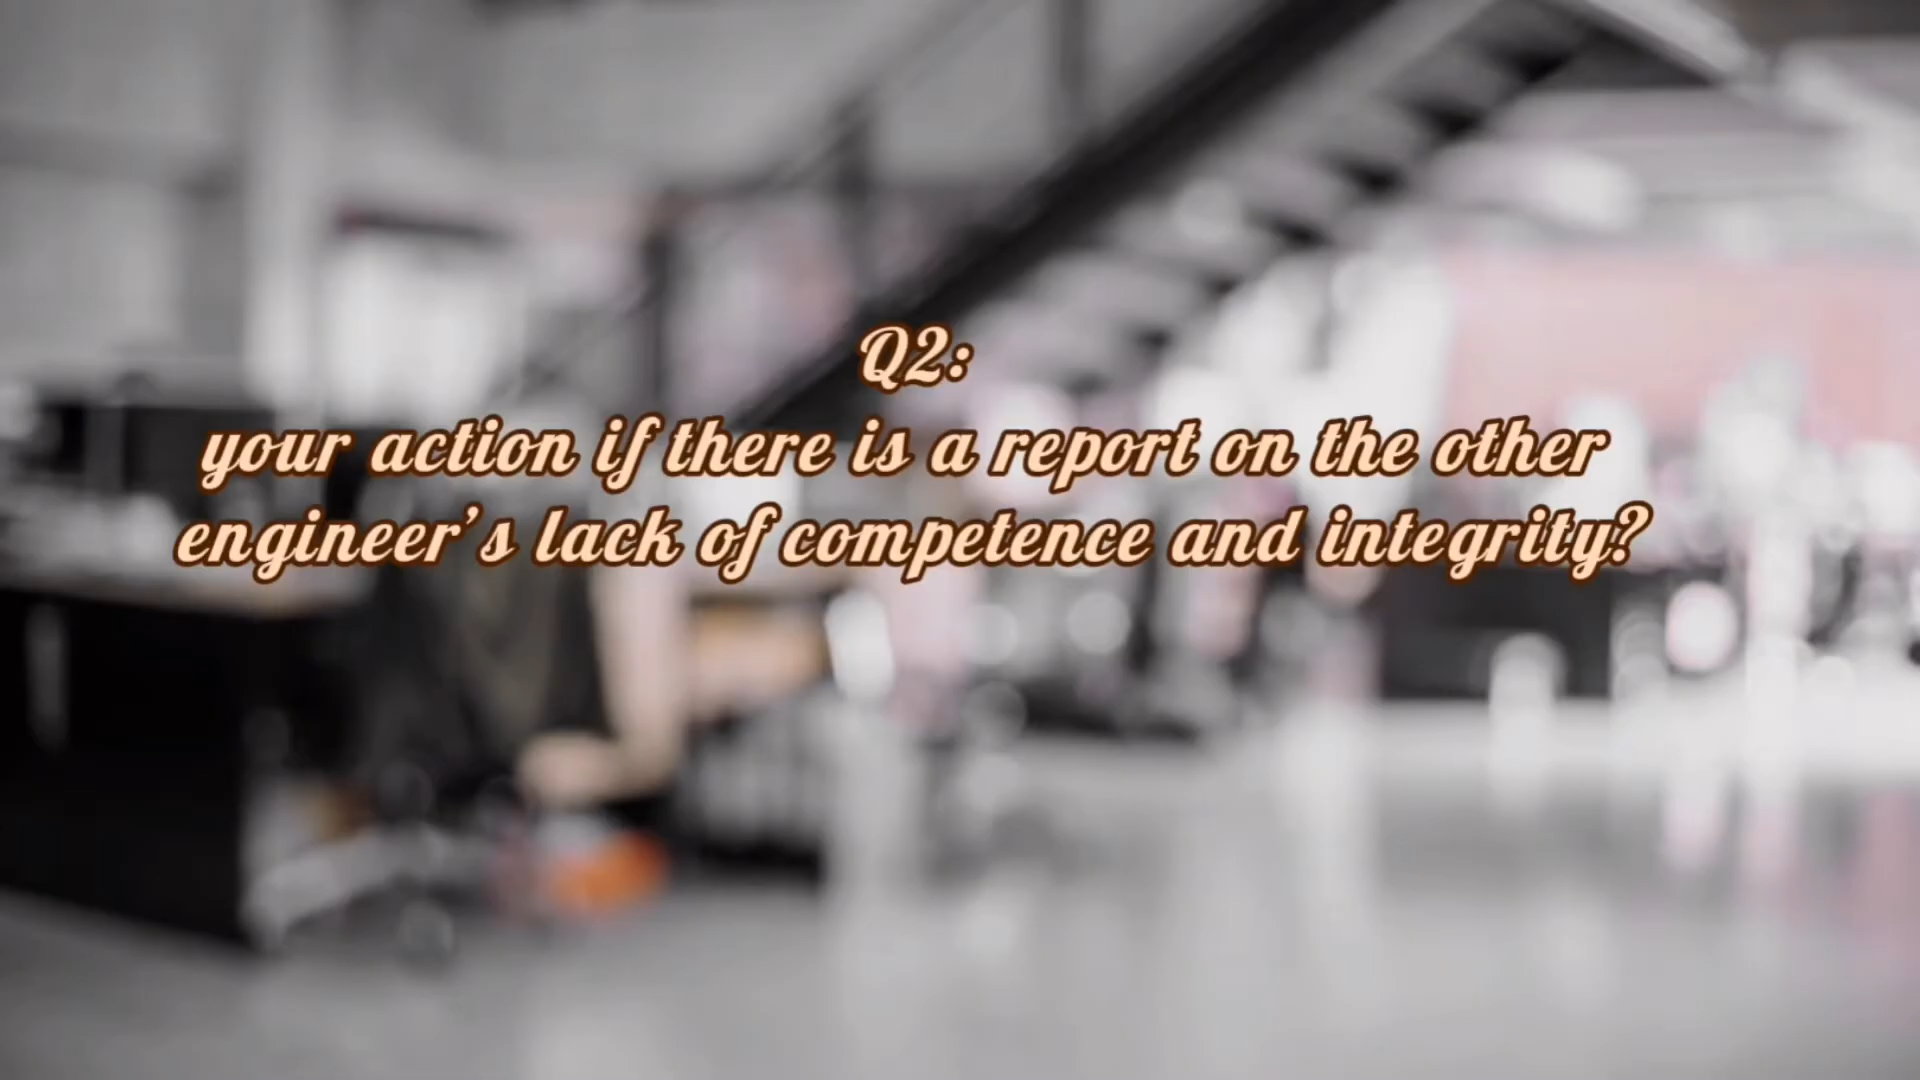 Q2:
your action if there is a report on the other
engineer's lack of competence and integrity?